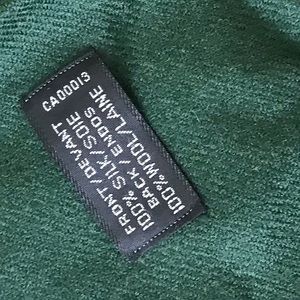 CA00013
FRONT/DEVANT
100% SILK/SOIE
BACK/ENDOS
100% WOOL/LAINE